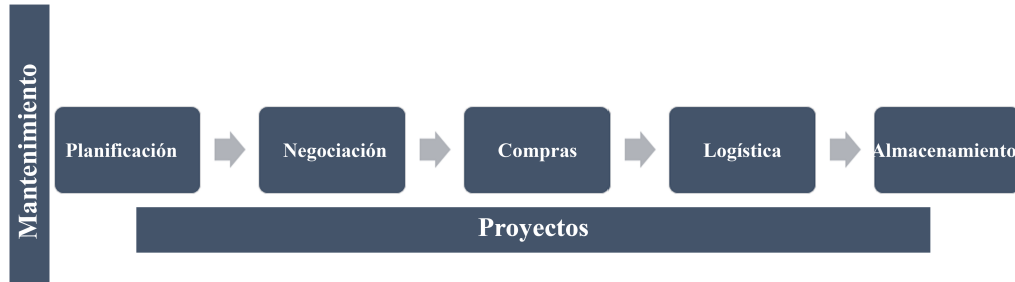 Mantenimiento
Planificación
Negociación
Compras
Logística
Almacenamiento
Proyectos